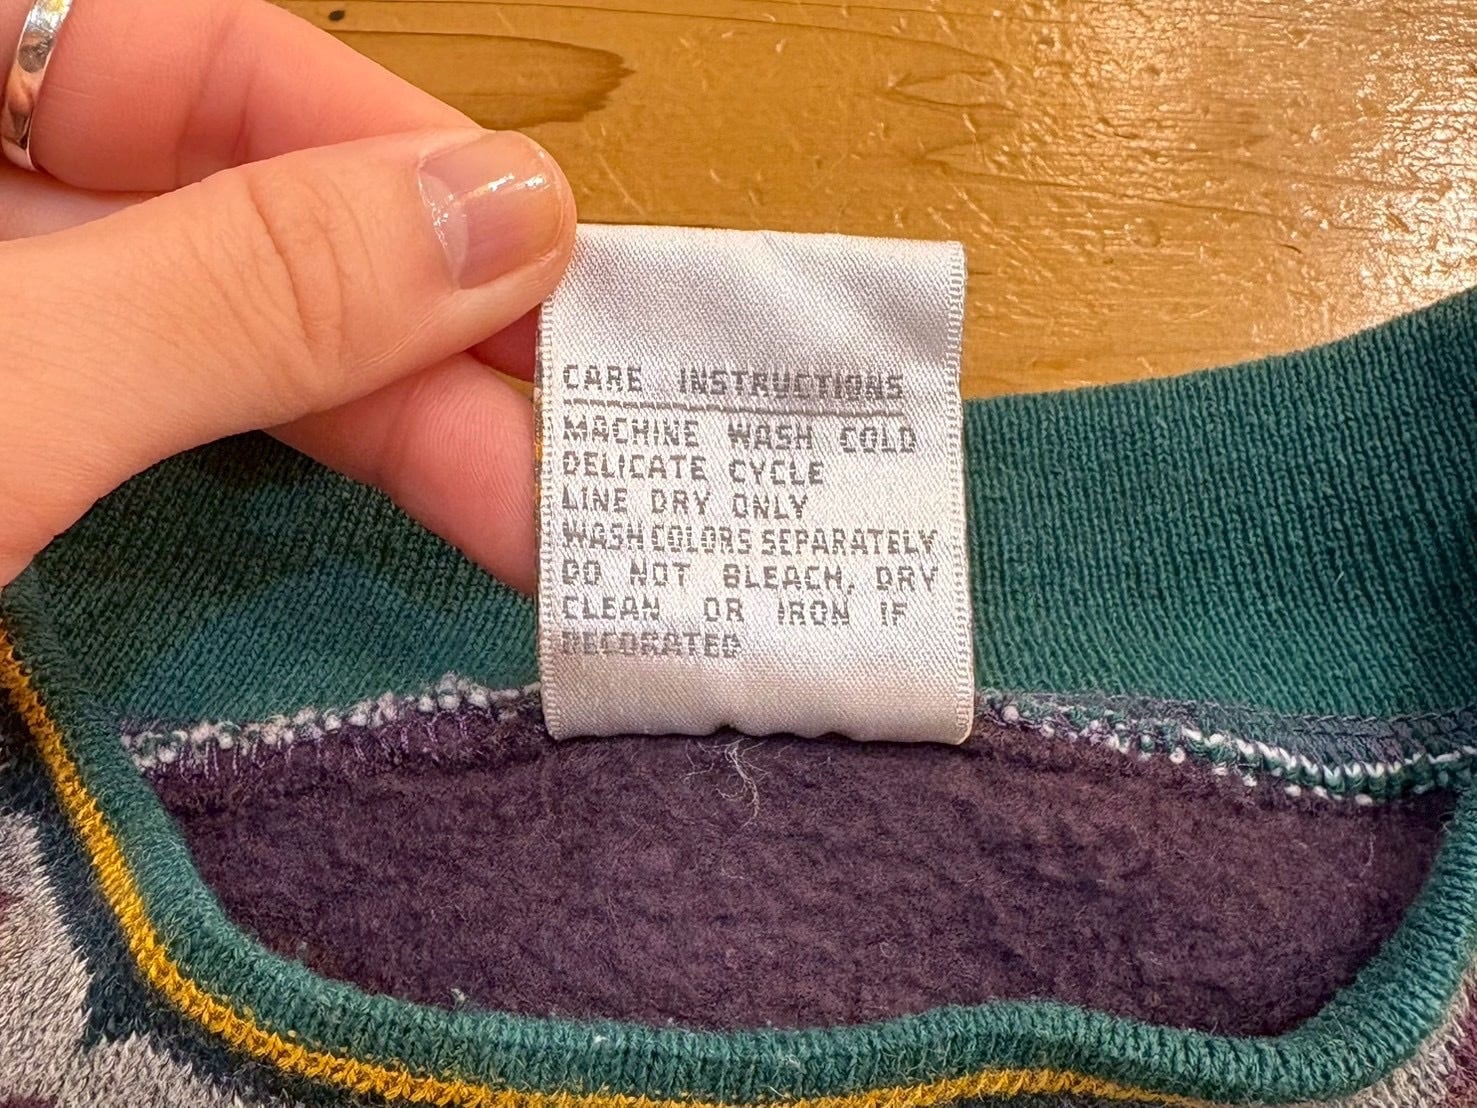 CARE INSTRUCTIONS
MACHINE WASH COLD
DELICATE CYCLE
LINE DRY ONLY
WASH COLORS SEPARATELY
DO NOT BLEACH, DRY
CLEAN OR IRON IF
DECORATED